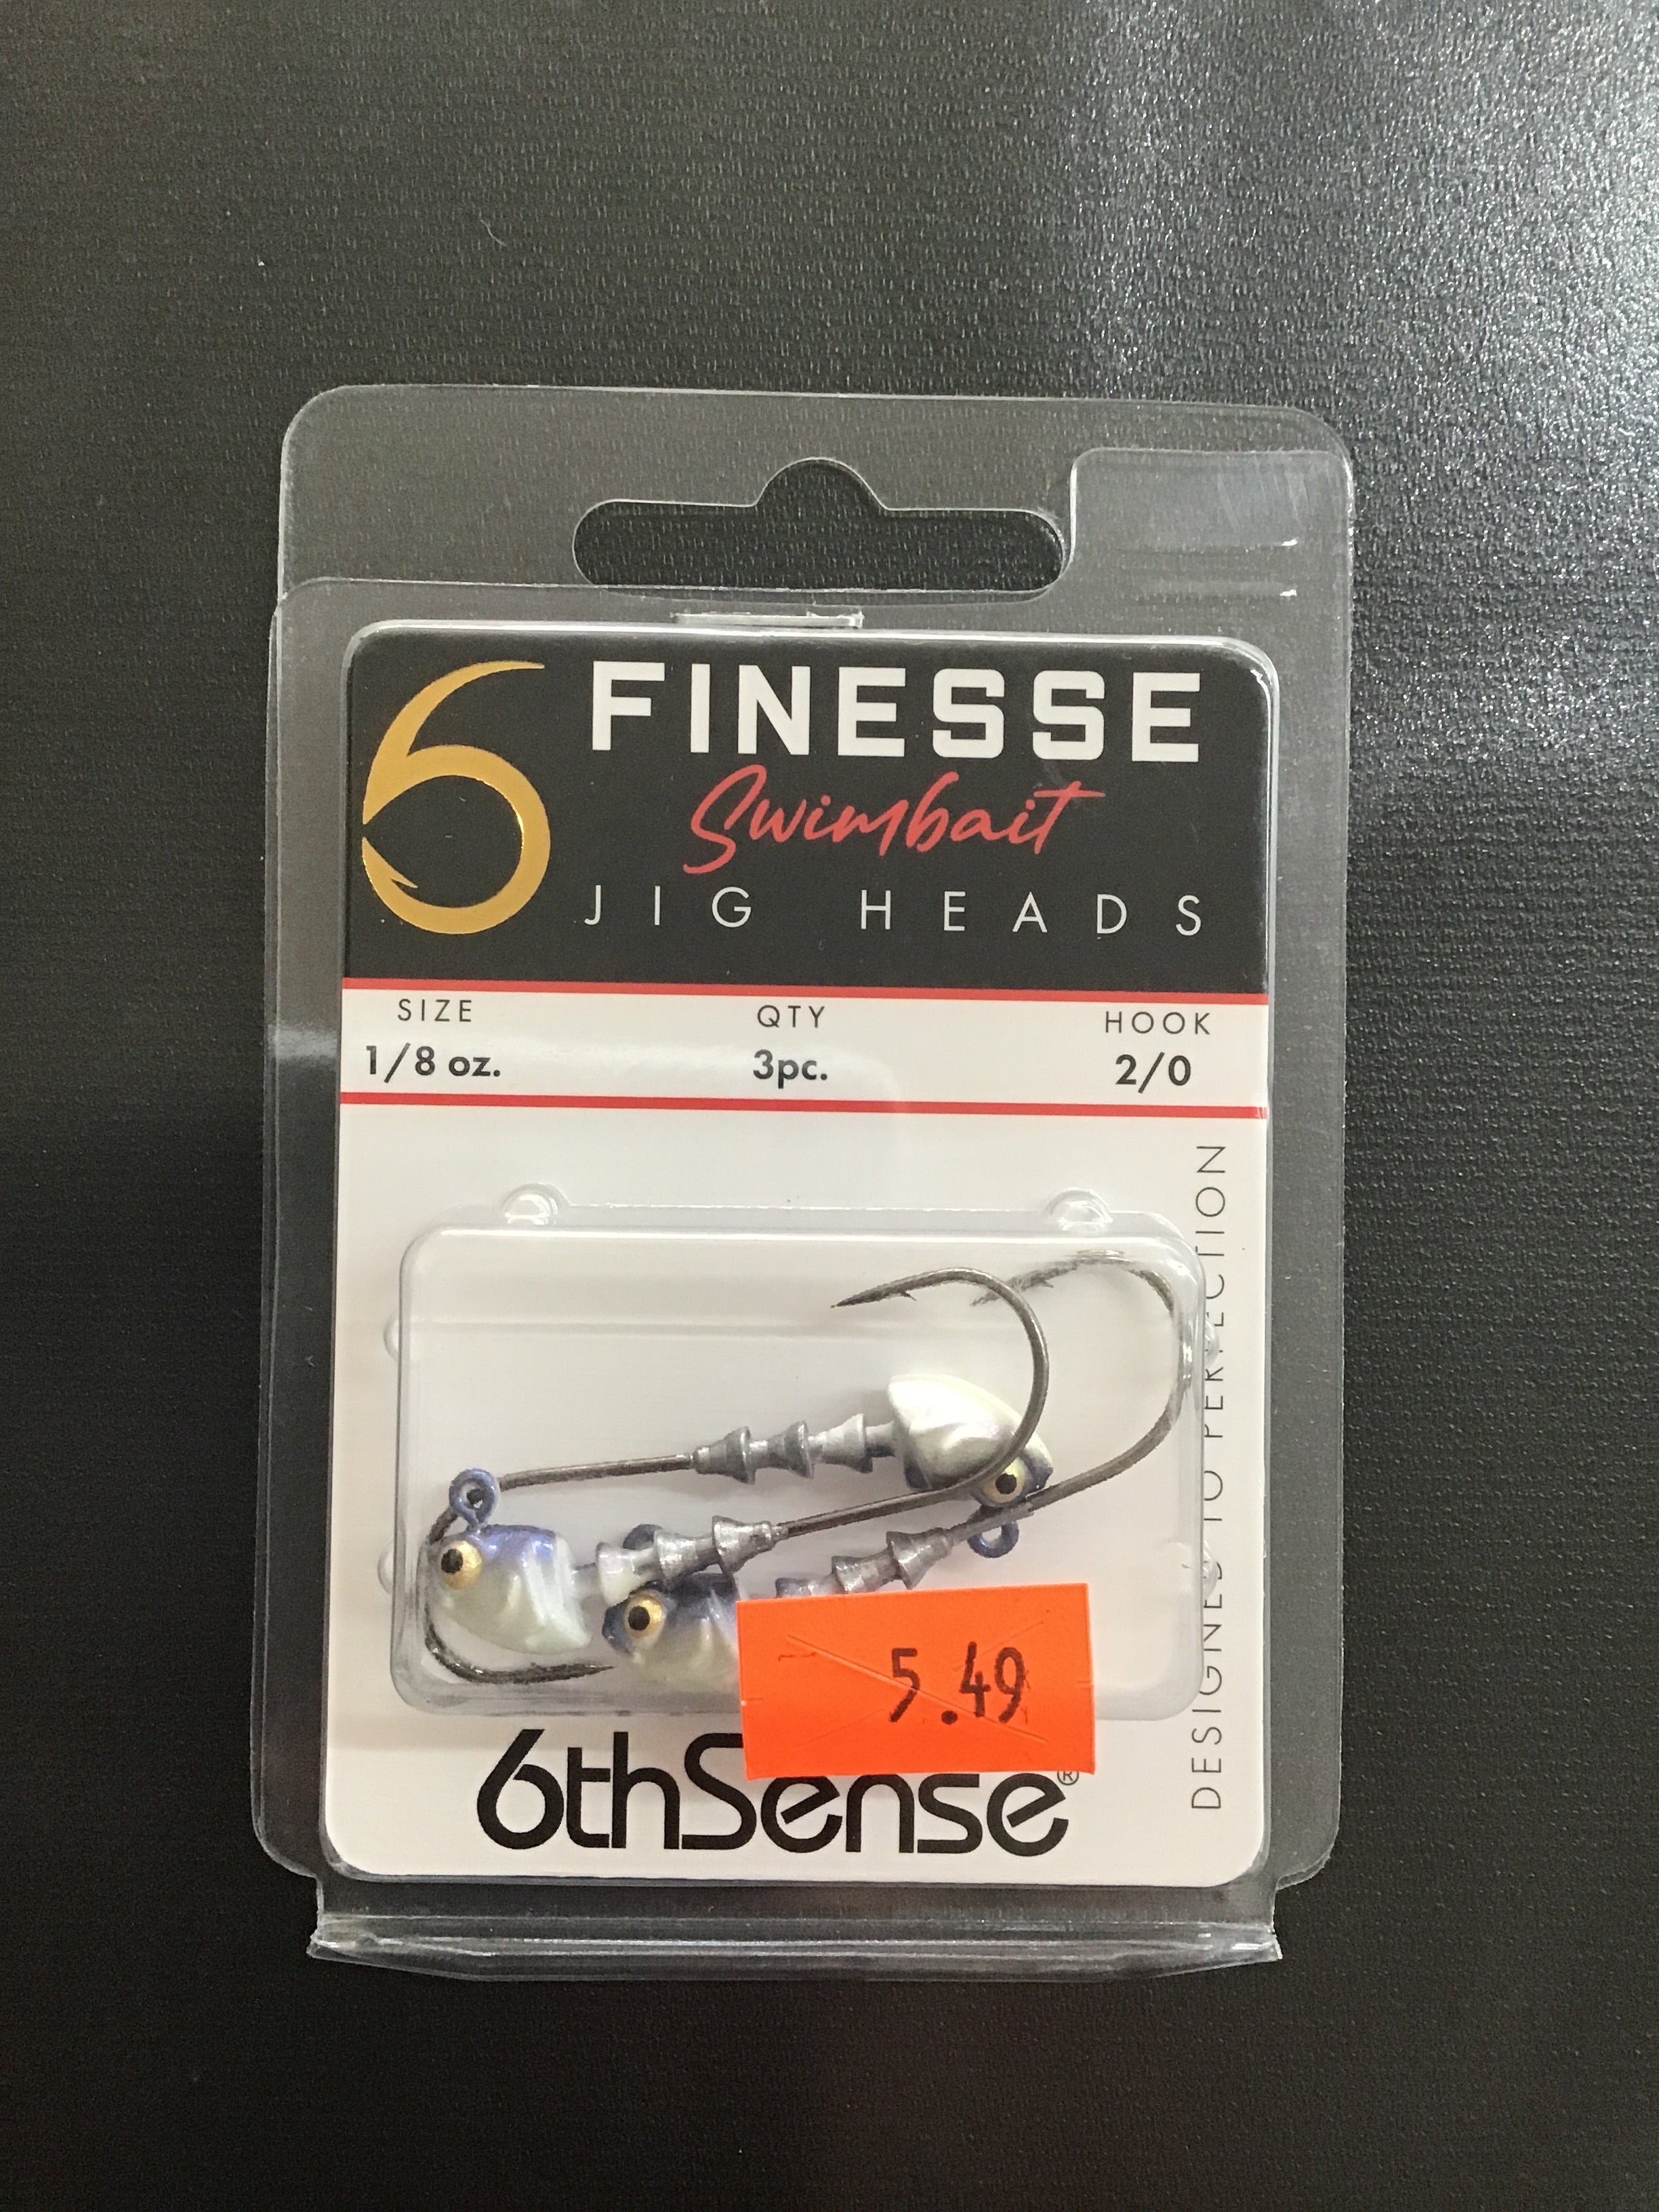 6 FINESSE
Swimbait
JIG HEADS
SIZE QTY HOOK
1/8 oz. 3pc. 2/0
DESIGNED TO PERFECTION
5.49
6thSense®